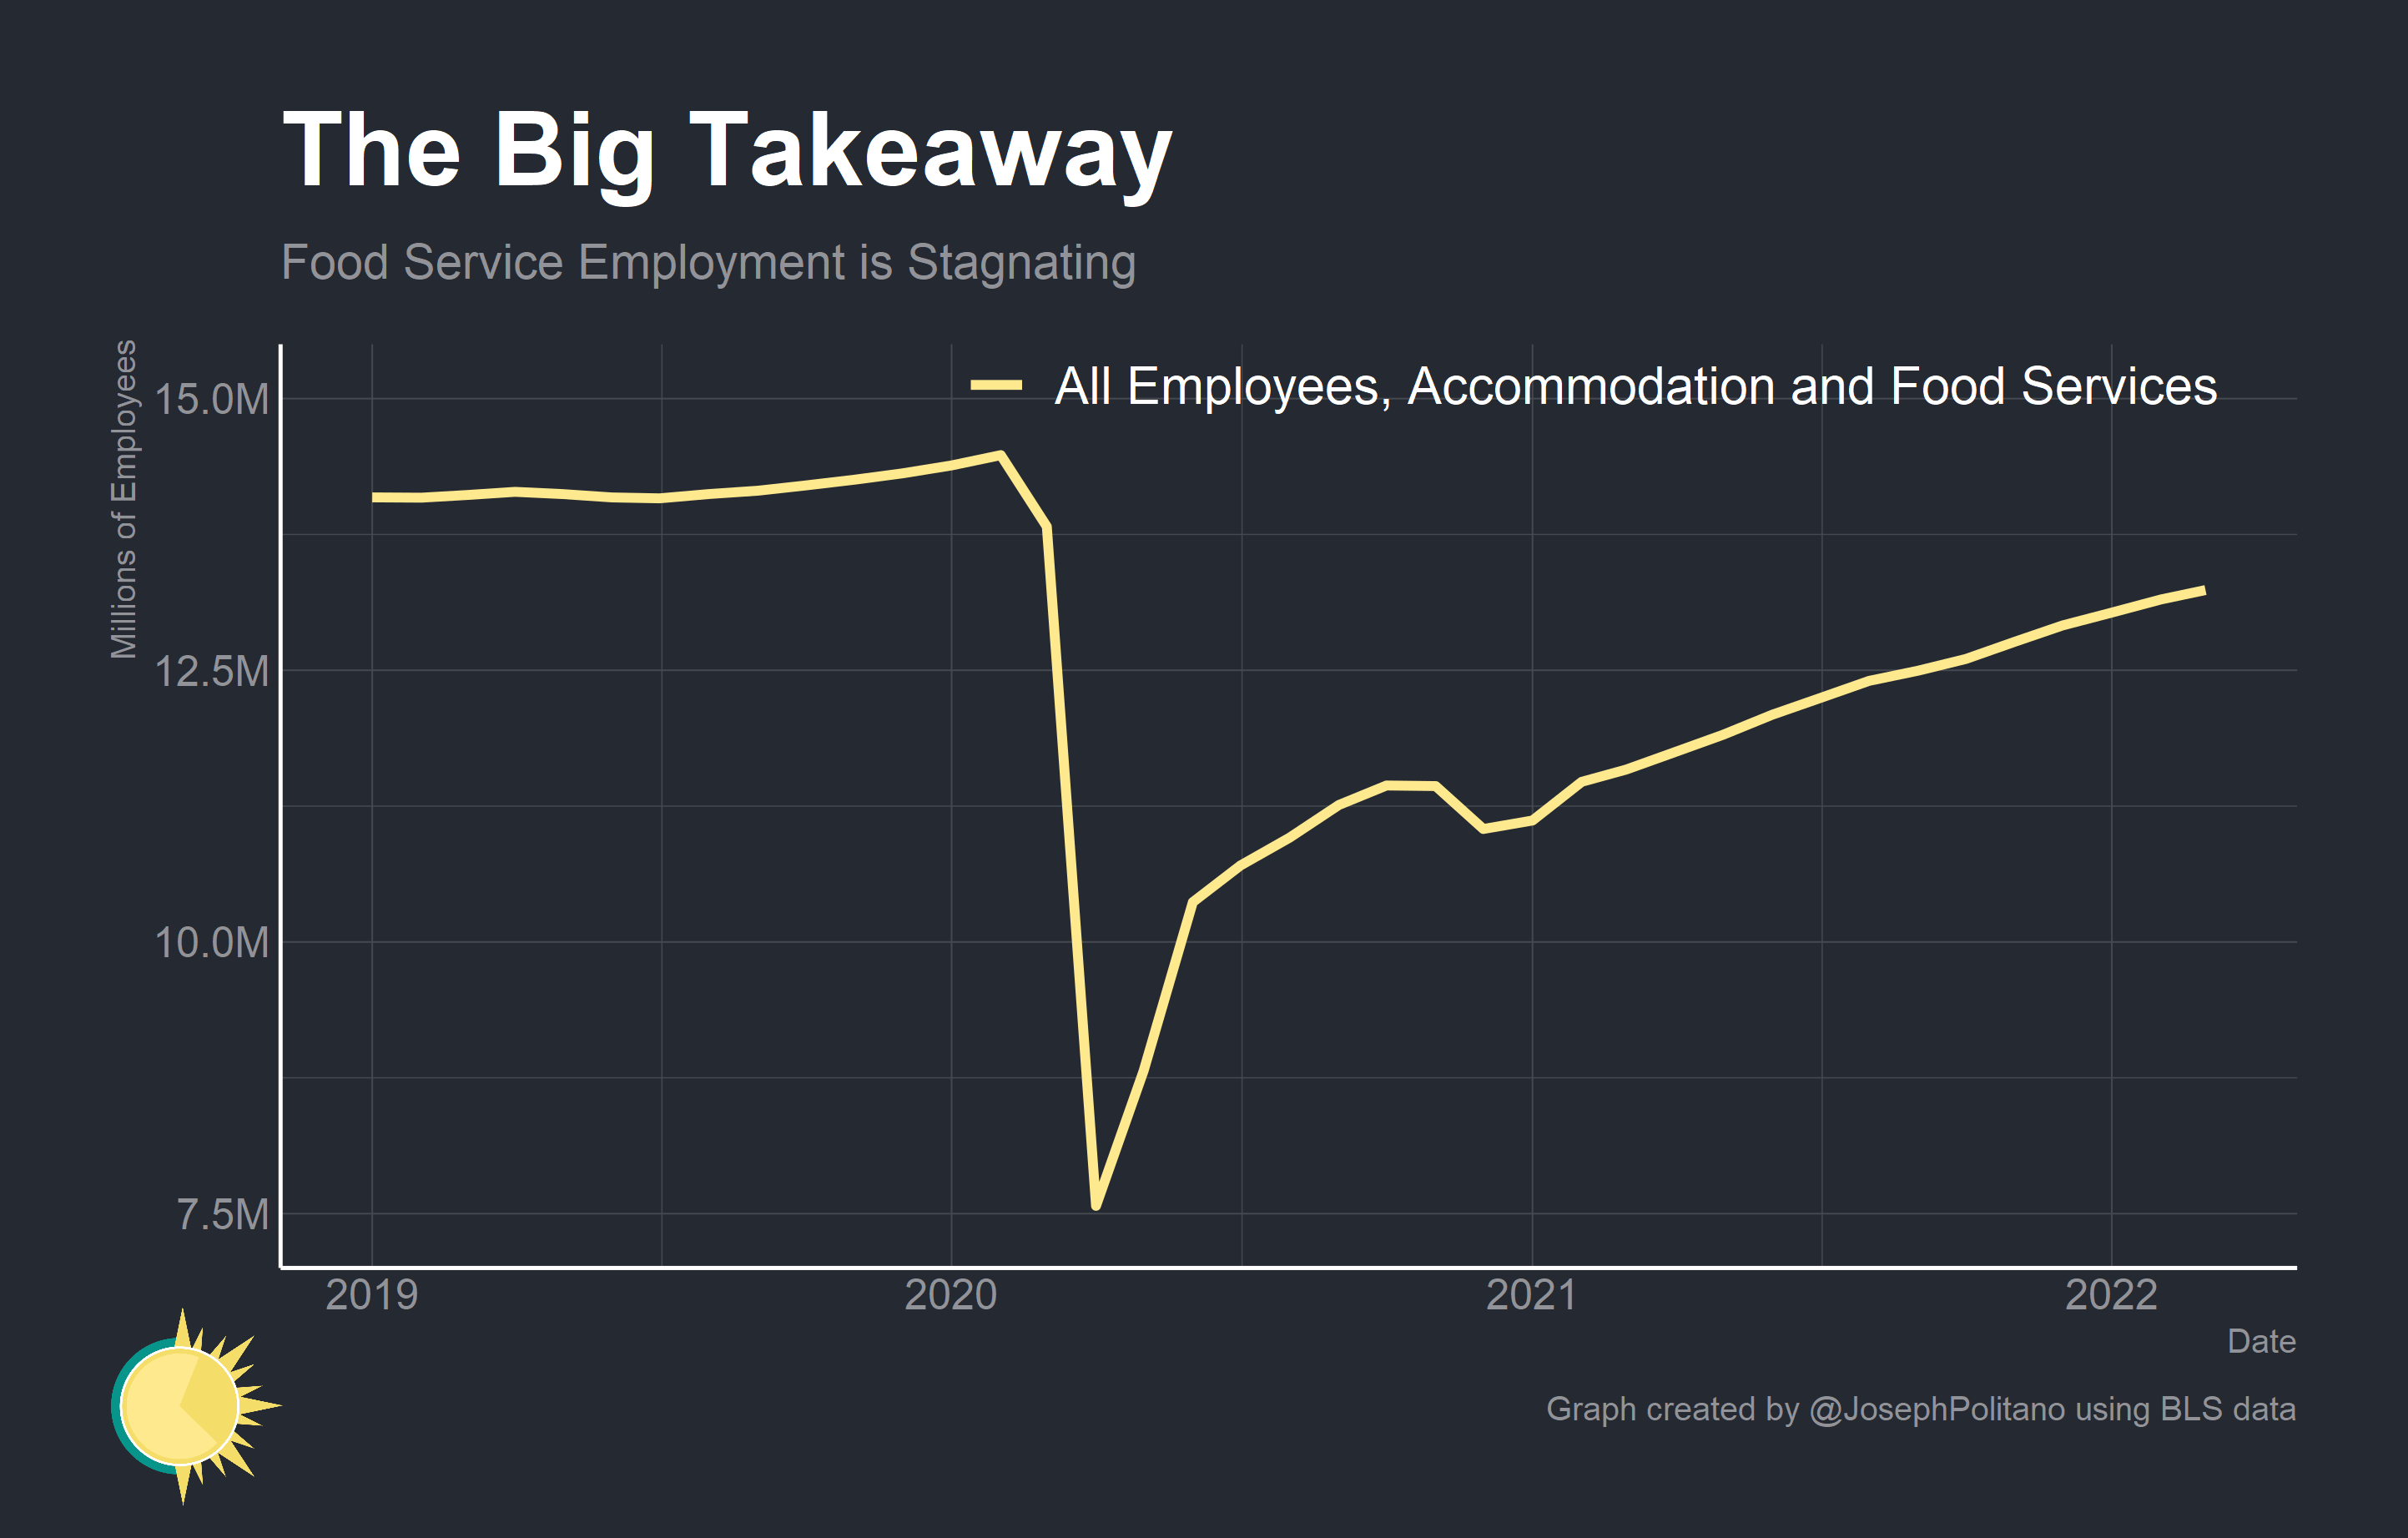 The Big Takeaway
Food Service Employment is Stagnating
Millions of Employees
All Employees, Accommodation and Food Services
15.0M
12.5M
10.0M
7.5M
2019 2020 2021 2022
Date
Graph created by @JosephPolitano using BLS data